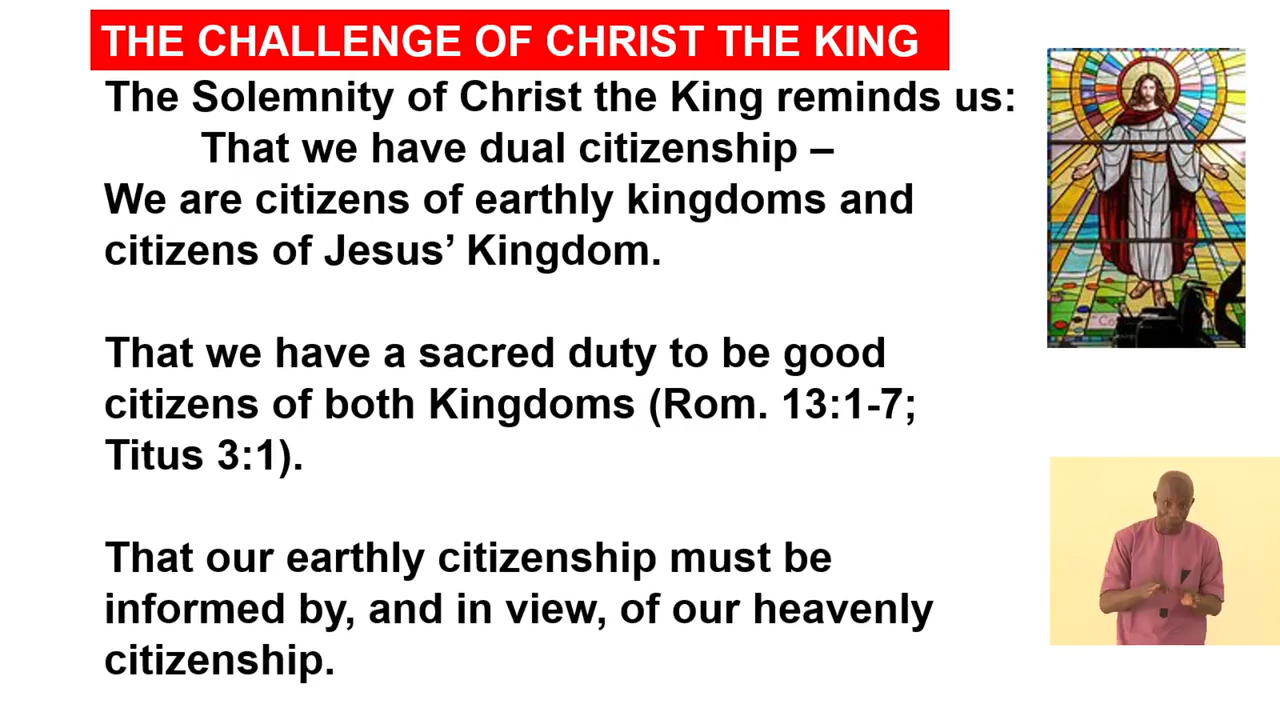 THE CHALLENGE OF CHRIST THE KING
The Solemnity of Christ the King reminds us:
That we have dual citizenship –
We are citizens of earthly kingdoms and
citizens of Jesus’ Kingdom.
That we have a sacred duty to be good
citizens of both Kingdoms (Rom. 13:1-7;
Titus 3:1).
That our earthly citizenship must be
informed by, and in view, of our heavenly
citizenship.